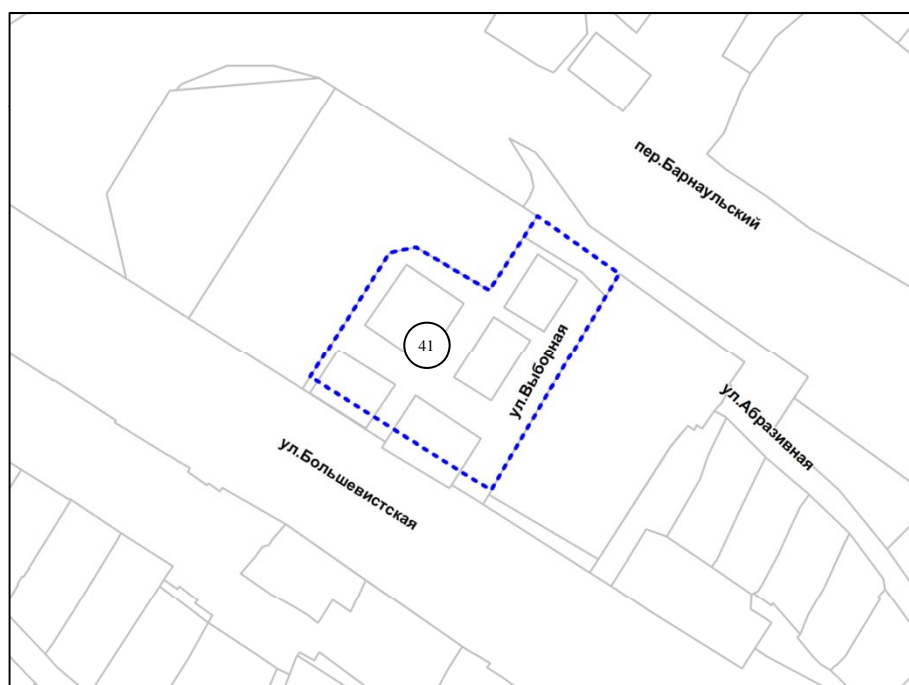 пер.Барнаульский
41
ул.Выборная
ул.Абразивная
ул.Большевистская